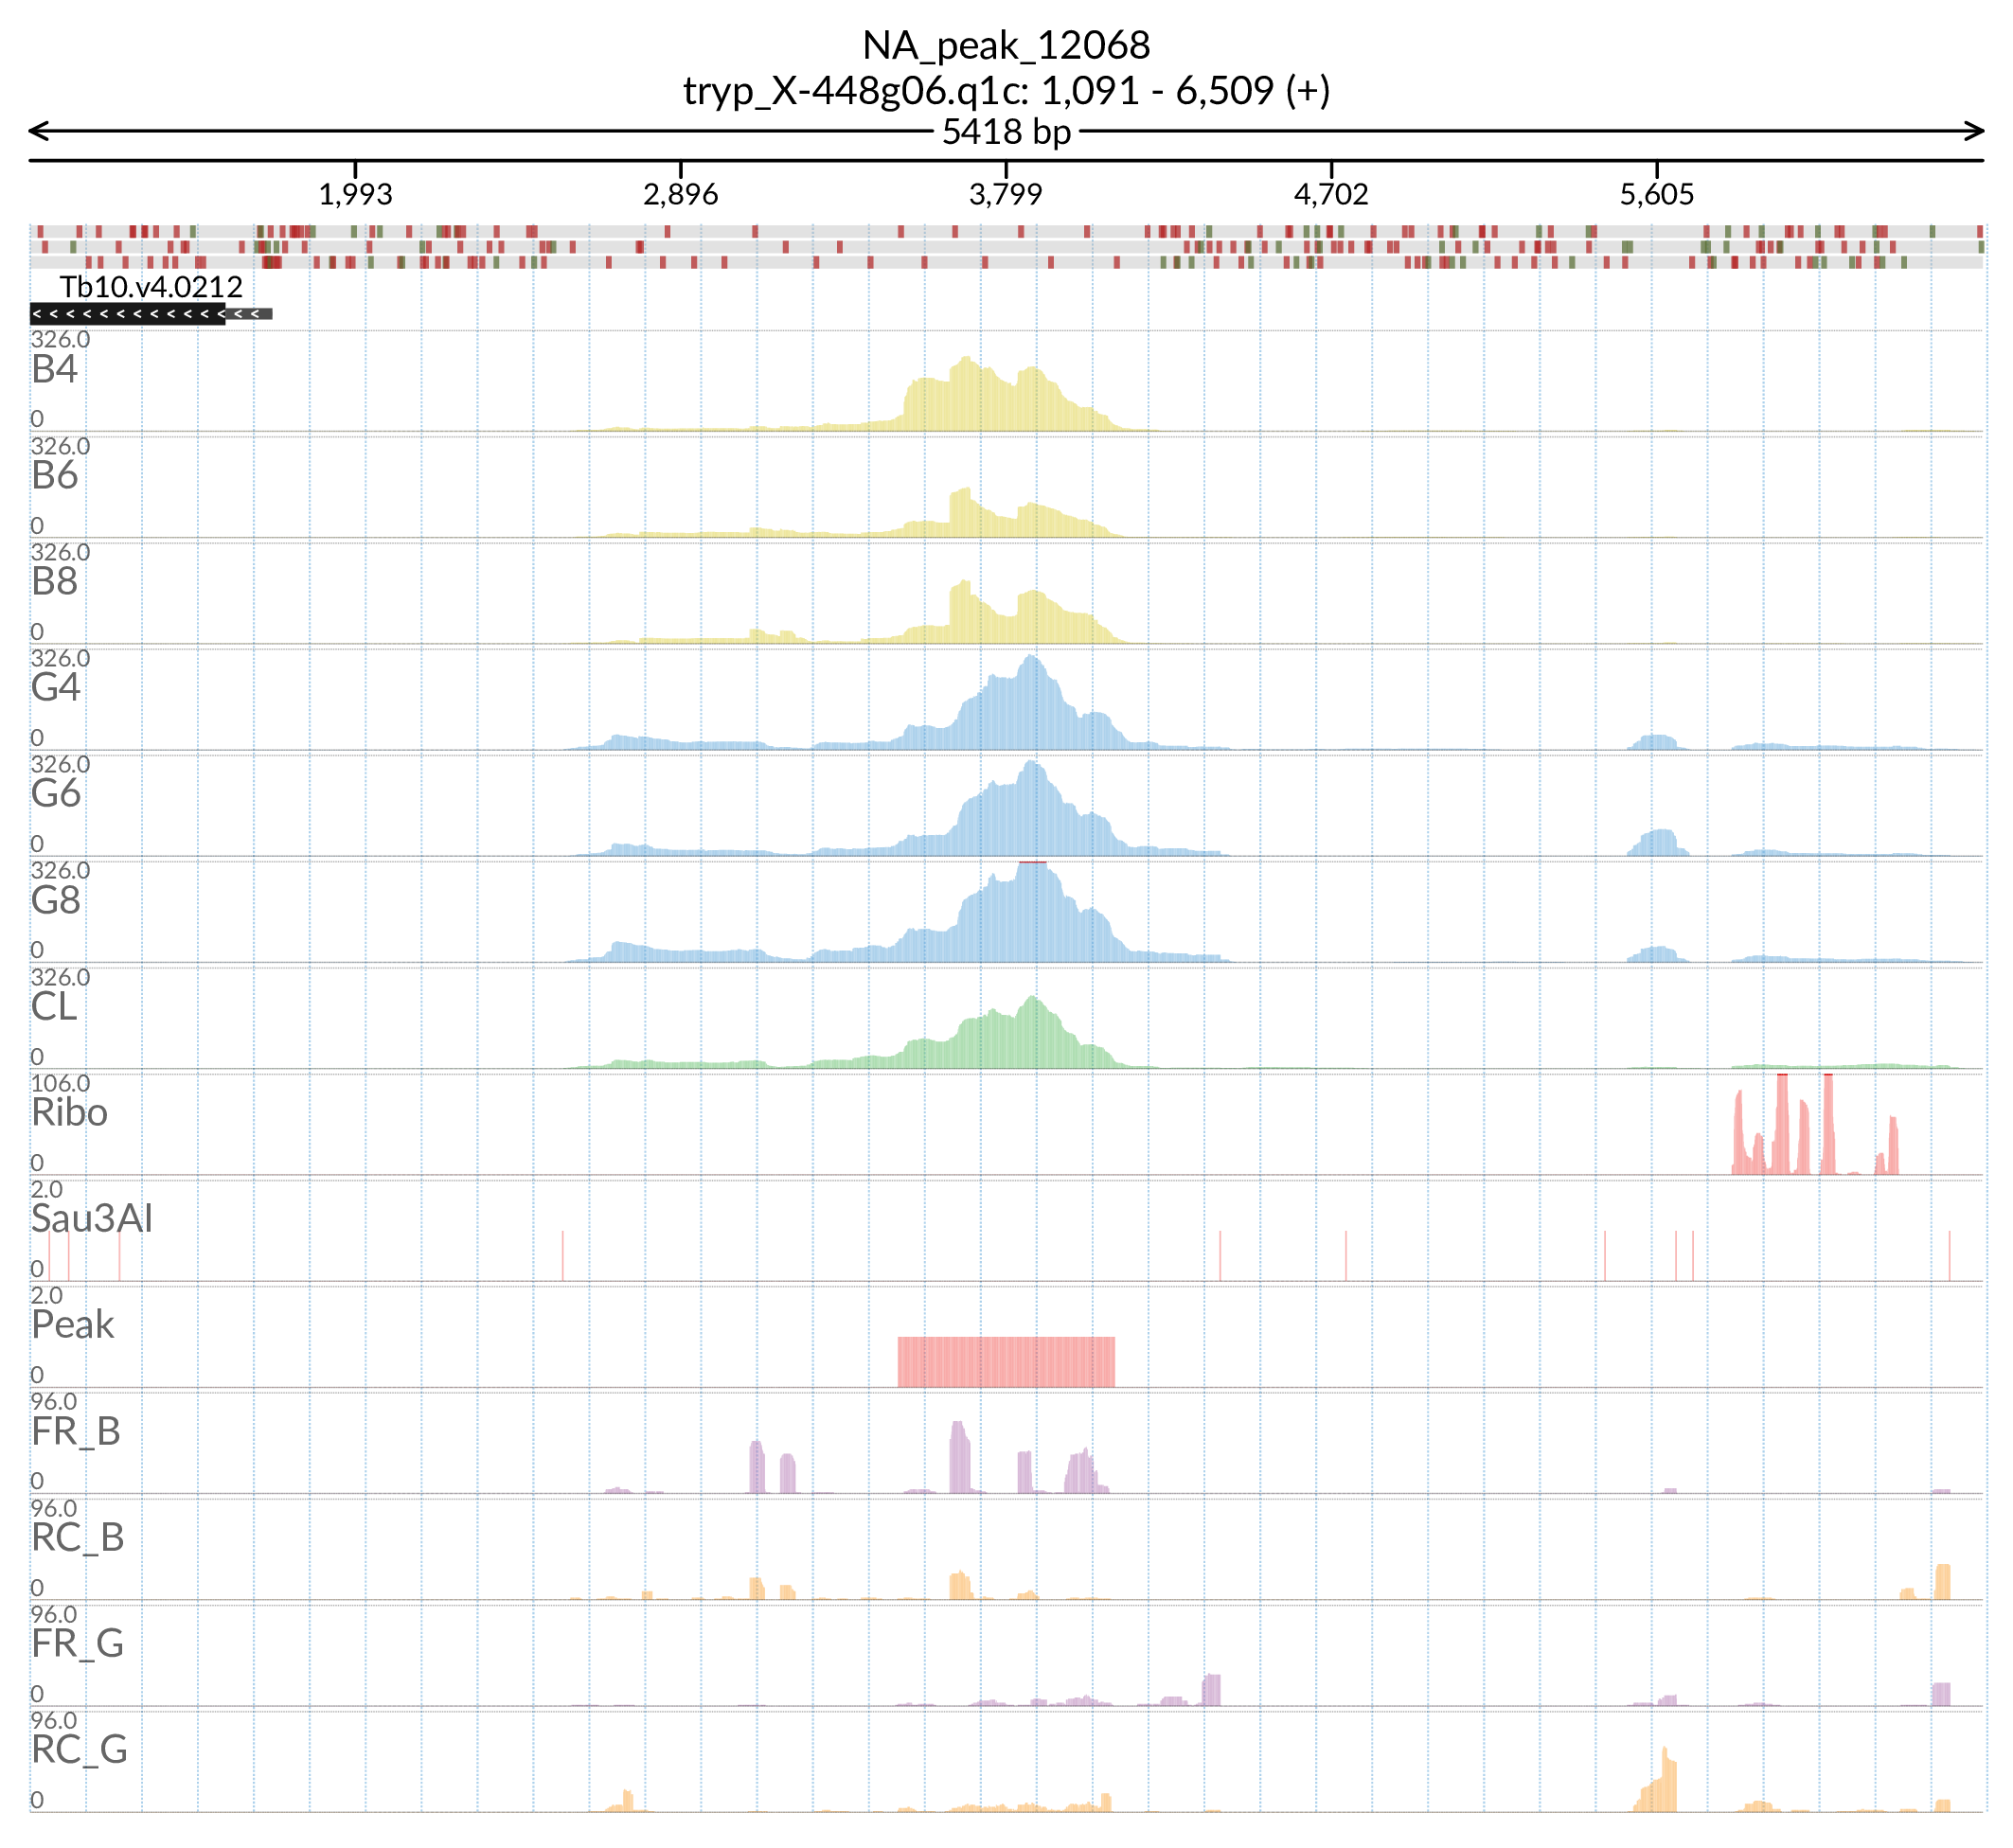 NA_peak_12068
tryp_X-448g06.q1c: 1,091 - 6,509 (+)
5418 bp
1,993 2,896 3,799 4,702 5,605
Tb10.v4.0212
326.0
B4
0
326.0
B6
0
326.0
B8
0
326.0
G4
0
326.0
G6
0
326.0
G8
0
326.0
CL
0
106.0
Ribo
0
2.0
Sau3AI
0
2.0
Peak
0
96.0
FR_B
0
96.0
RC_B
0
96.0
FR_G
0
96.0
RC_G
0